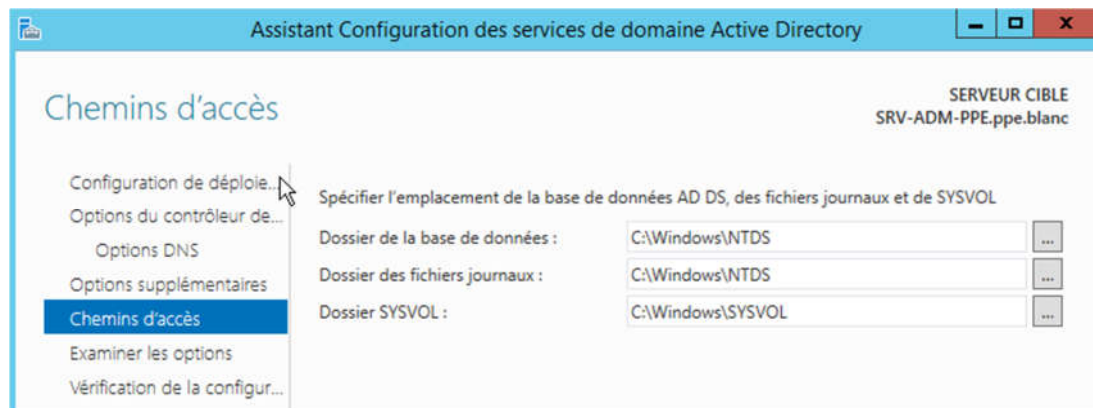 Assistant Configuration des services de domaine Active Directory
Chemins d'accès
SERVEUR CIBLE
SRV-ADM-PPE.ppe.blanc
Configuration de déploie...
Options du contrôleur de...
Options DNS
Options supplémentaires
Chemins d'accès
Examiner les options
Vérification de la configur...
Spécifier l'emplacement de la base de données AD DS, des fichiers journaux et de SYSVOL
Dossier de la base de données : C:\Windows\NTDS ...
Dossier des fichiers journaux : C:\Windows\NTDS ...
Dossier SYSVOL : C:\Windows\SYSVOL ...